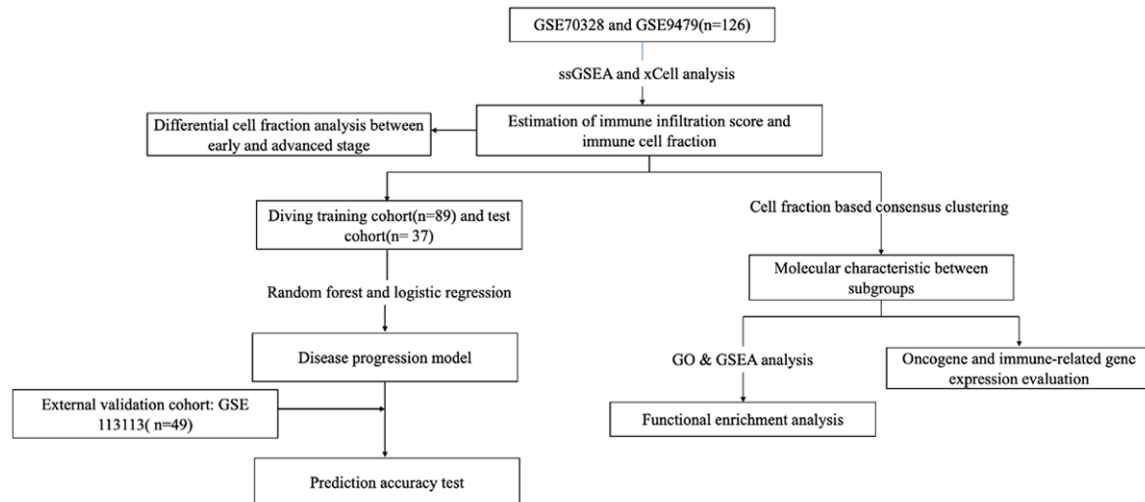 GSE70328 and GSE9479(n=126)
ssGSEA and xCell analysis
Differential cell fraction analysis between
early and advanced stage
Estimation of immune infiltration score and
immune cell fraction
Diving training cohort(n=89) and test
cohort(n= 37)
Cell fraction based consensus clustering
Random forest and logistic regression
Molecular characteristic between
subgroups
Disease progression model
GO & GSEA analysis
Oncogene and immune-related gene
expression evaluation
External validation cohort: GSE
113113( n=49)
Functional enrichment analysis
Prediction accuracy test